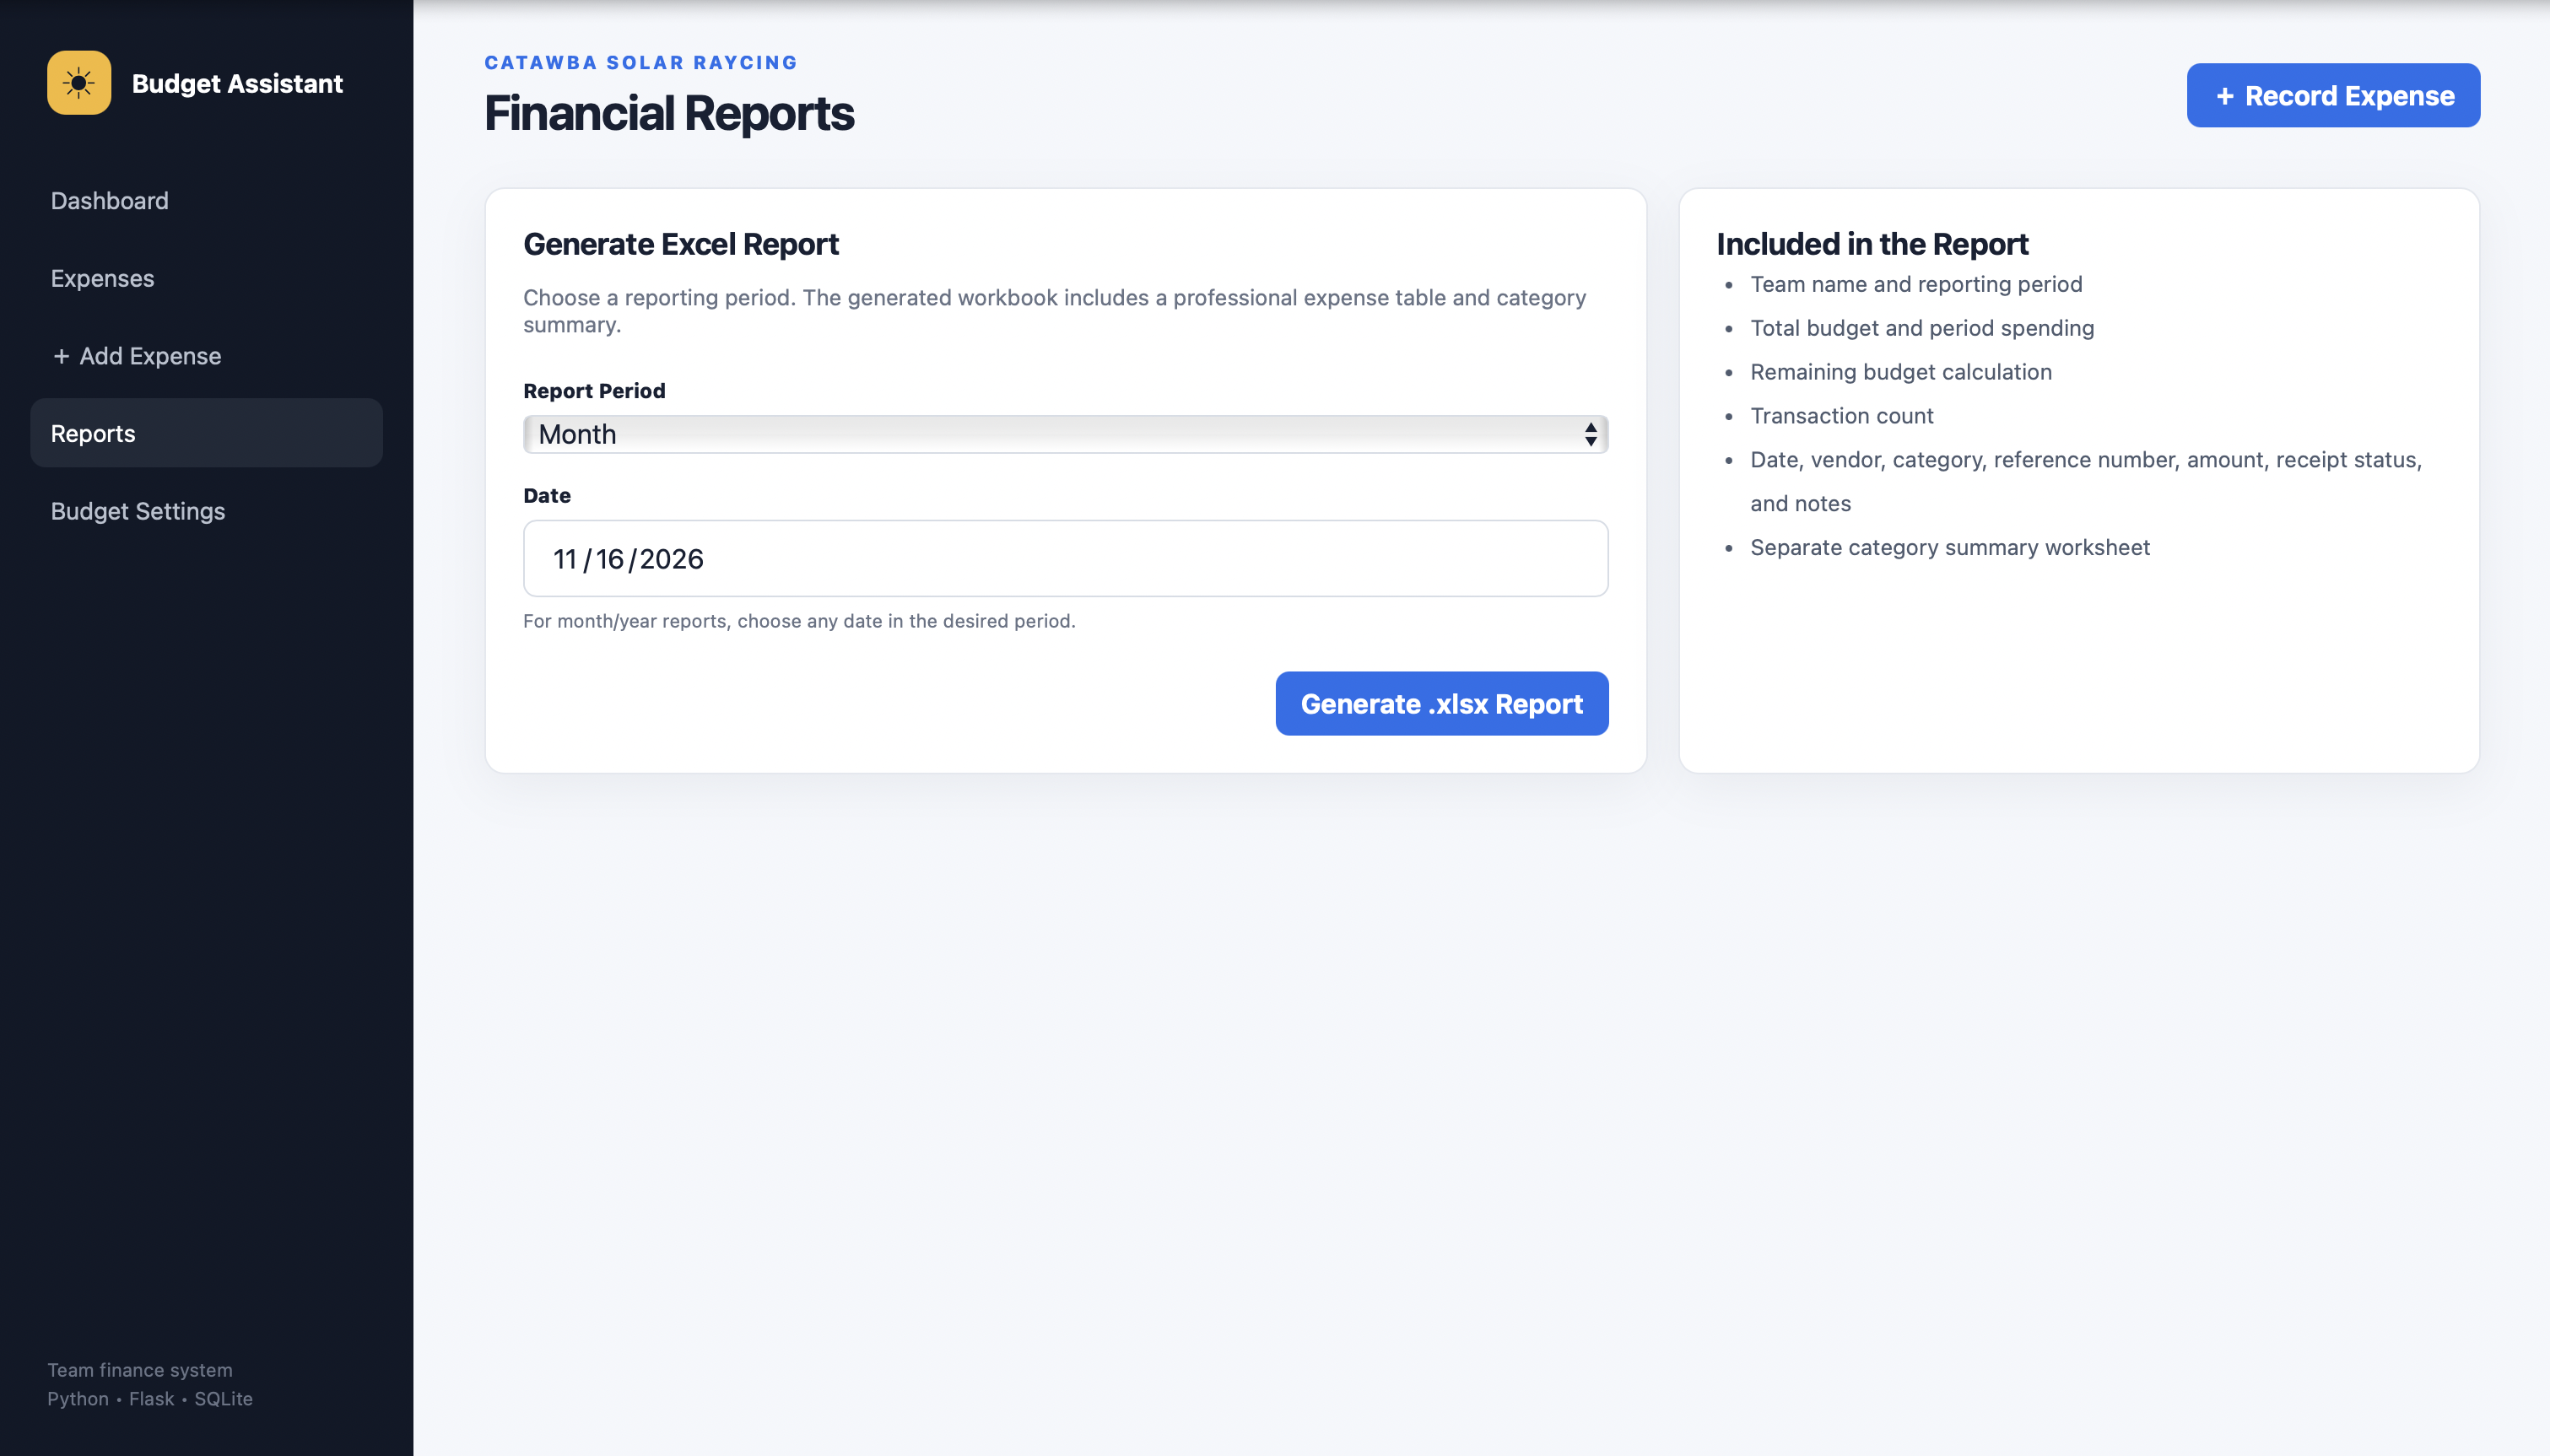 Budget Assistant
Dashboard
Expenses
+ Add Expense
Reports
Budget Settings
Team finance system
Python • Flask • SQLite
CATAWBA SOLAR RAYCING
Financial Reports
+ Record Expense
Generate Excel Report
Choose a reporting period. The generated workbook includes a professional expense table and category
summary.
Report Period
Month
Date
11/16/2026
For month/year reports, choose any date in the desired period.
Generate .xlsx Report
Included in the Report
• Team name and reporting period
• Total budget and period spending
• Remaining budget calculation
• Transaction count
• Date, vendor, category, reference number, amount, receipt status,
and notes
• Separate category summary worksheet